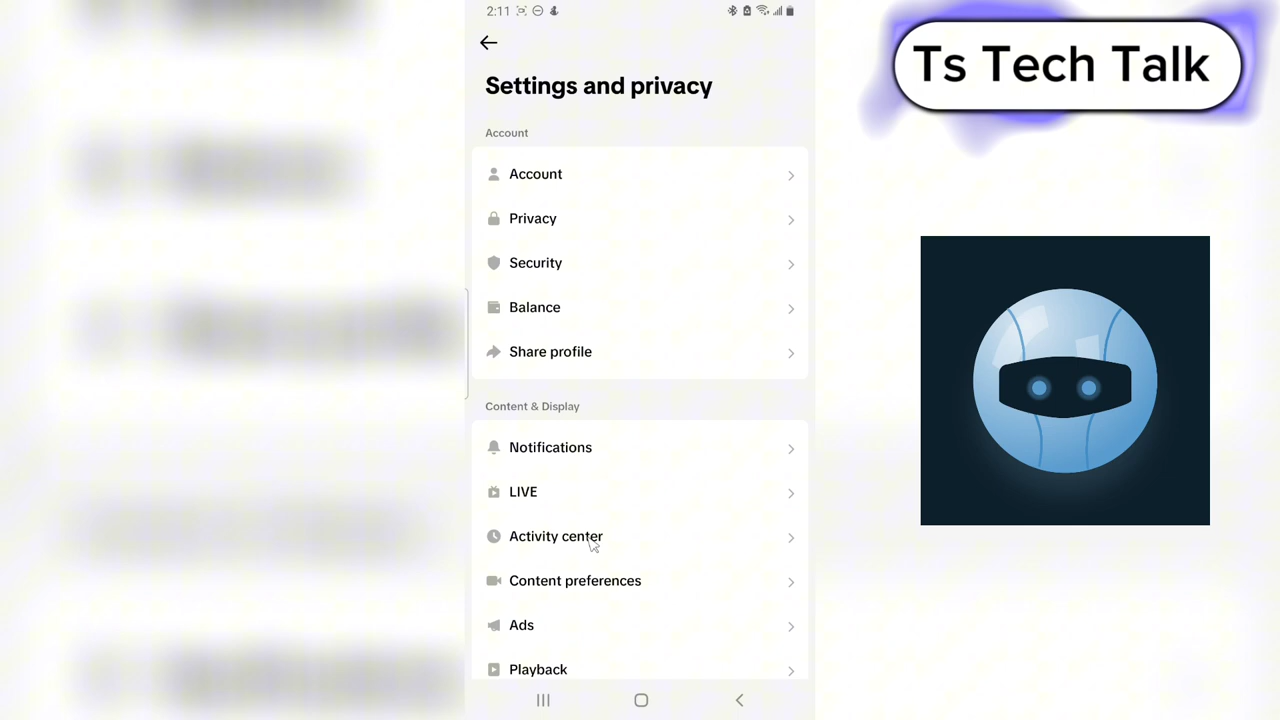 2:11
Settings and privacy
Account
Account
Privacy
Security
Balance
Share profile
Content & Display
Notifications
LIVE
Activity center
Content preferences
Ads
Playback
Ts Tech Talk